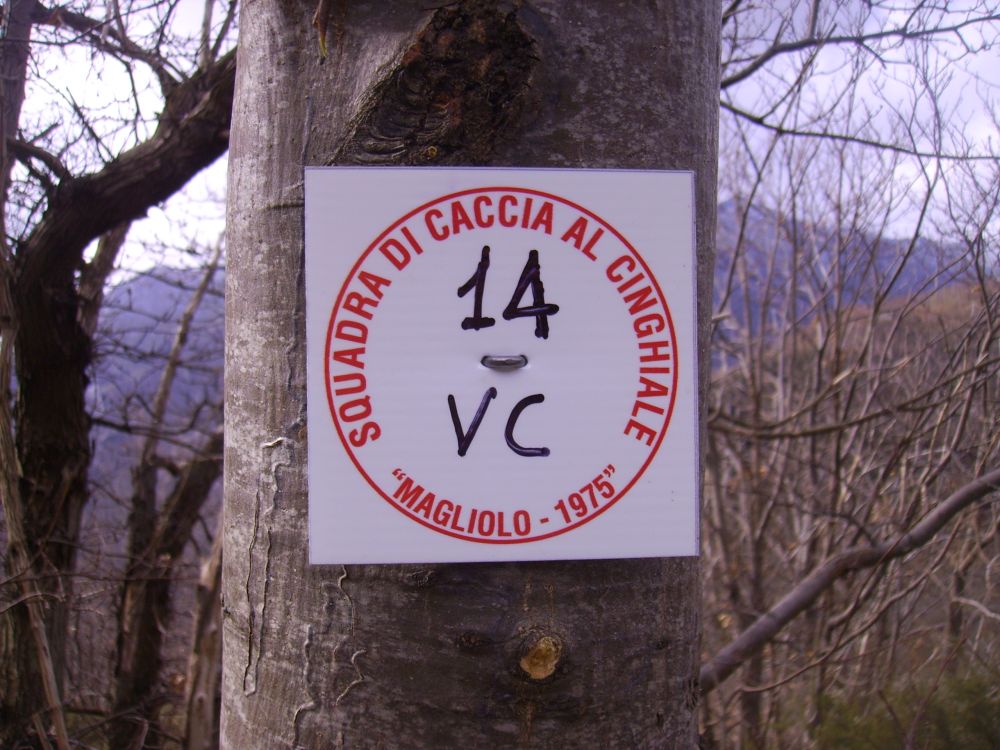 SQUADRA DI CACCIA AL CINGHIALE
14
VC
"MAGLIOLO - 1975"